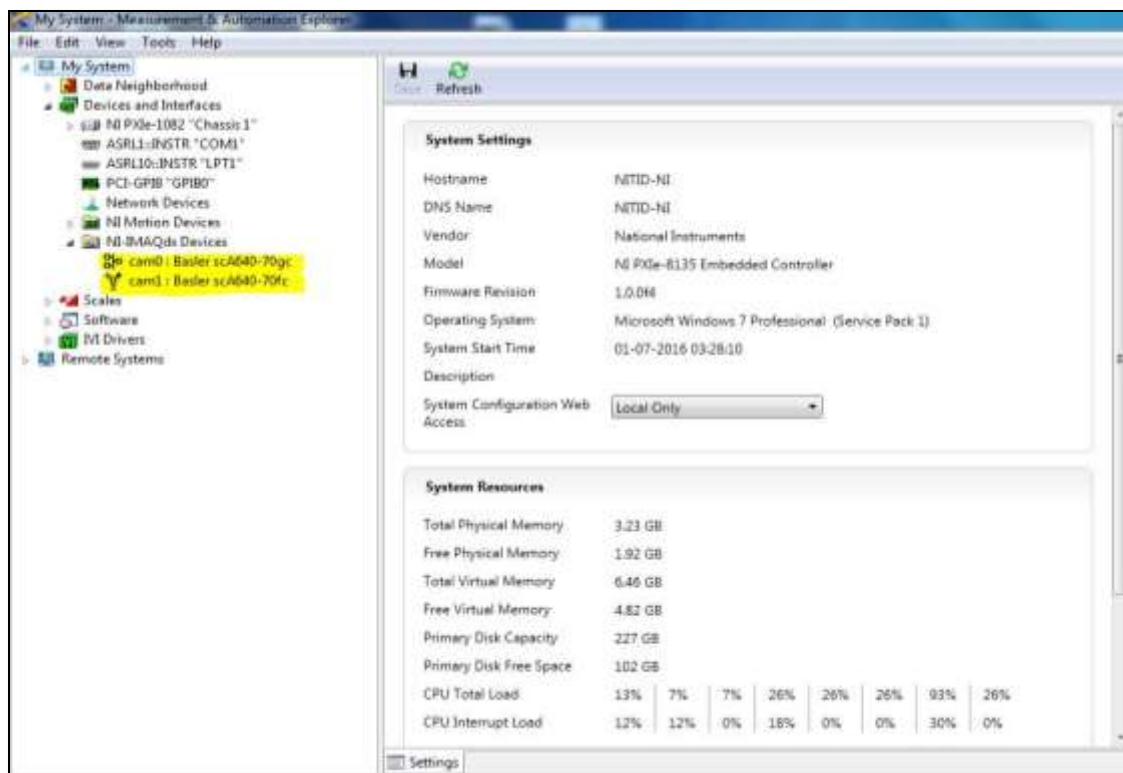 My System - Measurement & Automation Explorer
File Edit View Tools Help
My System
Data Neighborhood
Devices and Interfaces
NI PXIe-1082 "Chassis 1"
ASRL1::INSTR "COM1"
ASRL10::INSTR "LPT1"
PCI-GPIB "GPIB0"
Network Devices
NI Motion Devices
NI-IMAQdx Devices
cam0 : Basler scA640-70gc
cam1 : Basler scA640-70fc
Scales
Software
IVI Drivers
Remote Systems
Save Refresh
System Settings
Hostname NITID-NI
DNS Name NITID-NI
Vendor National Instruments
Model NI PXIe-8135 Embedded Controller
Firmware Revision 1.0.0f4
Operating System Microsoft Windows 7 Professional (Service Pack 1)
System Start Time 01-07-2016 03:28:10
Description
System Configuration Web Access Local Only
System Resources
Total Physical Memory 3.23 GB
Free Physical Memory 1.92 GB
Total Virtual Memory 6.46 GB
Free Virtual Memory 4.82 GB
Primary Disk Capacity 227 GB
Primary Disk Free Space 102 GB
CPU Total Load 13% 7% 7% 26% 26% 26% 93% 26%
CPU Interrupt Load 12% 12% 0% 18% 0% 0% 30% 0%
Settings